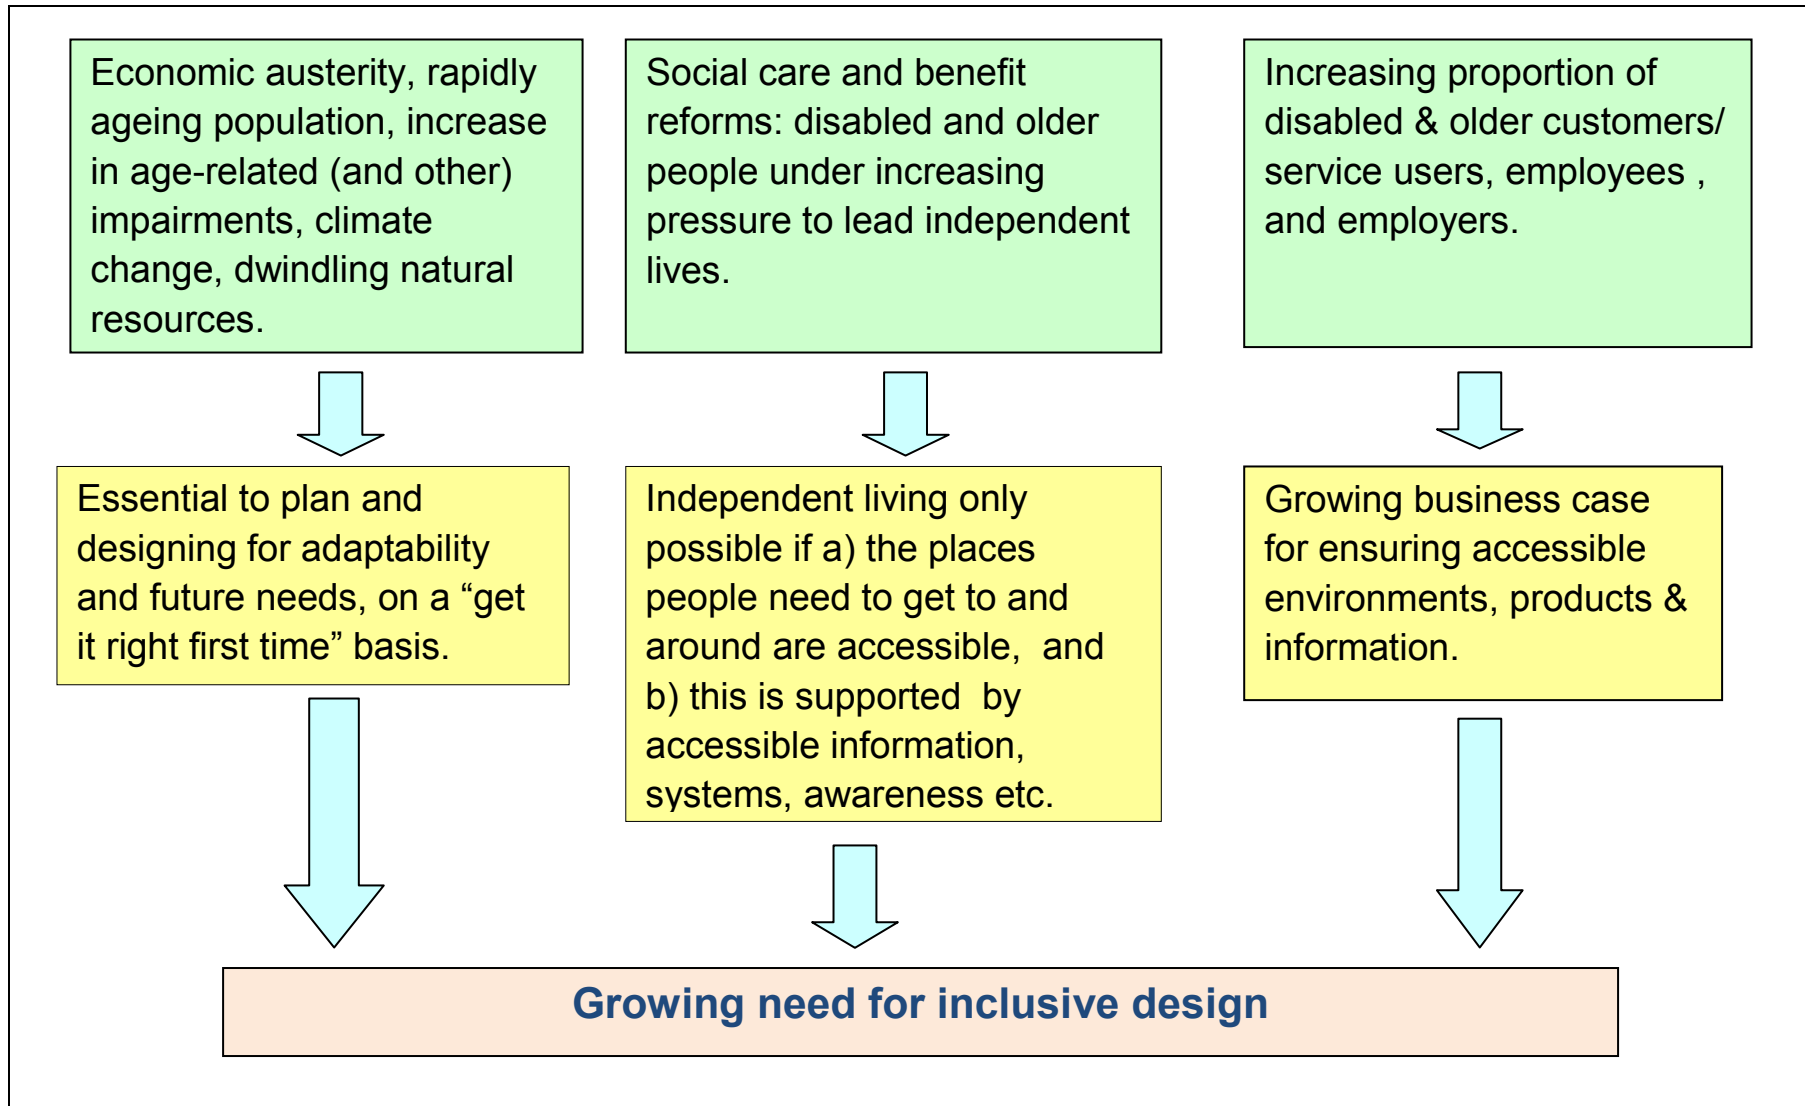 Economic austerity, rapidly
ageing population, increase
in age-related (and other)
impairments, climate
change, dwindling natural
resources.
Social care and benefit
reforms: disabled and older
people under increasing
pressure to lead independent
lives.
Increasing proportion of
disabled & older customers/
service users, employees ,
and employers.
Essential to plan and
designing for adaptability
and future needs, on a “get
it right first time” basis.
Independent living only
possible if a) the places
people need to get to and
around are accessible,  and
b) this is supported  by
accessible information,
systems, awareness etc.
Growing business case
for ensuring accessible
environments, products &
information.
Growing need for inclusive design